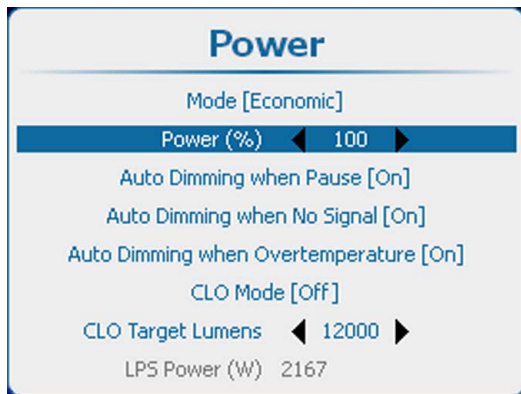 Power
Mode [Economic]
Power (%) 100
Auto Dimming when Pause [On]
Auto Dimming when No Signal [On]
Auto Dimming when Overtemperature [On]
CLO Mode [Off]
CLO Target Lumens 12000
LPS Power (W) 2167